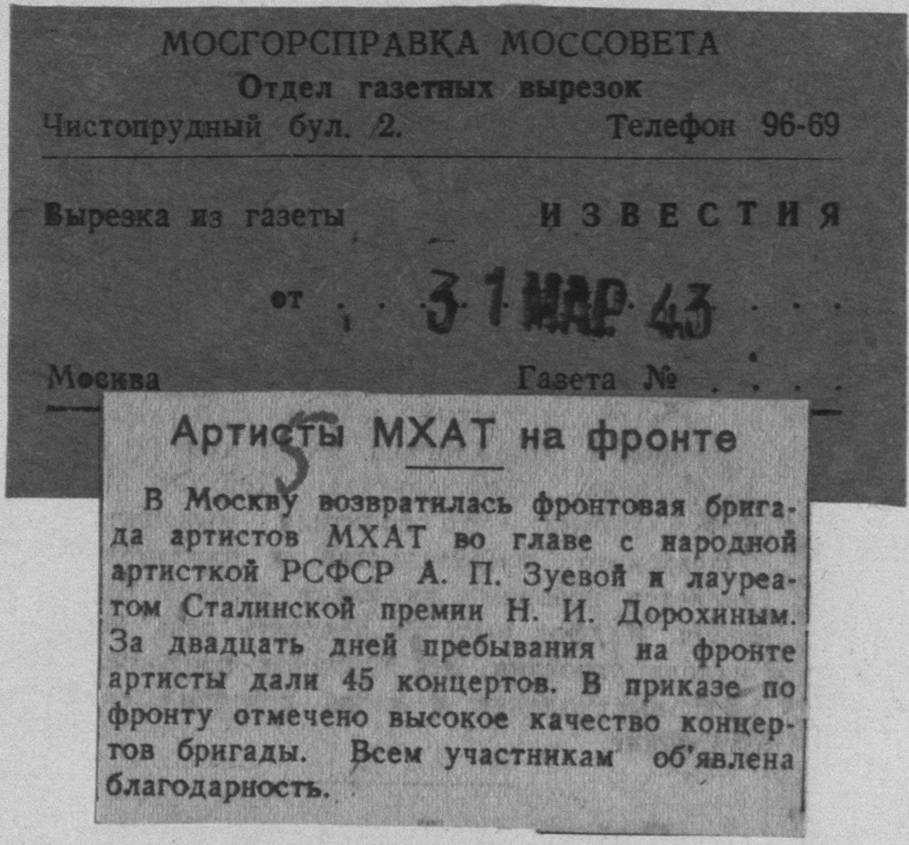 МОСГОРСПРАВКА МОССОВЕТА
Отдел газетных вырезок
Чистопрудный бул. 2. Телефон 96-69
Вырезка из газеты ИЗВЕСТИЯ
от 31 МАР 43
Москва Газета №
Артисты МХАТ на фронте
5
В Москву возвратилась фронтовая брига-
да артистов МХАТ во главе с народной
артисткой РСФСР А. П. Зуевой и лауреа-
том Сталинской премии Н. И. Дорохиным.
За двадцать дней пребывания на фронте
артисты дали 45 концертов. В приказе по
фронту отмечено высокое качество концер-
тов бригады. Всем участникам об'явлена
благодарность.